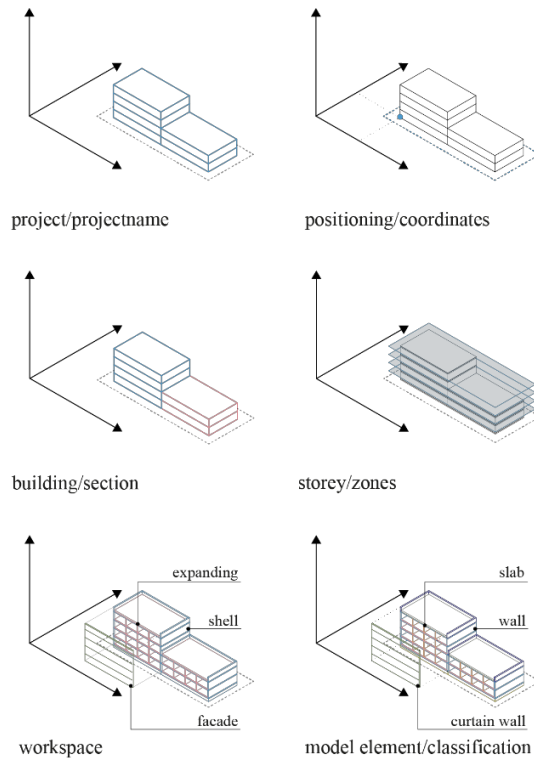 project/projectname
positioning/coordinates
building/section
storey/zones
expanding
shell
facade
workspace
slab
wall
curtain wall
model element/classification